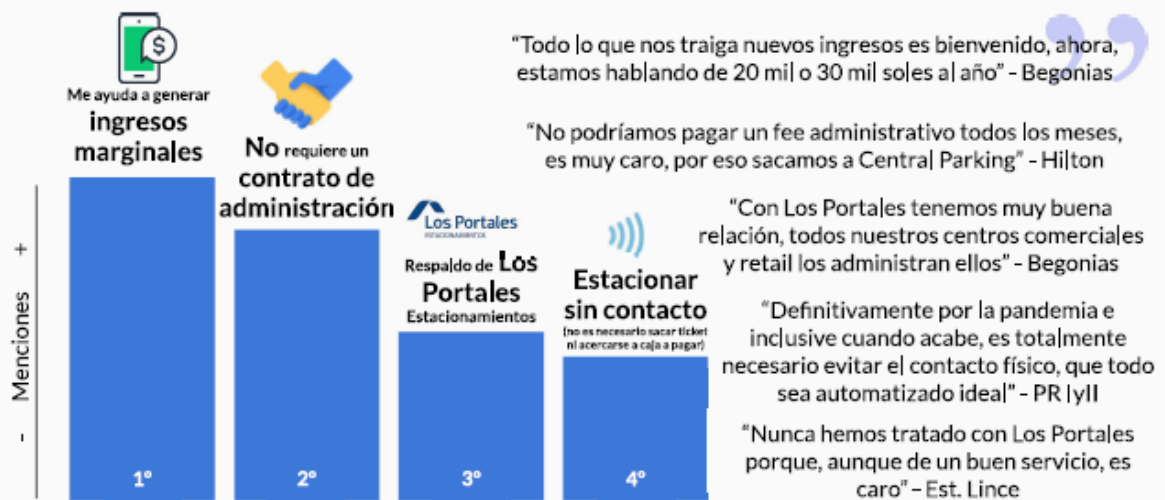 Me ayuda a generar
ingresos
marginales
No requiere un
contrato de
administración
Los Portales
ESTACIONAMIENTOS
Respaldo de Los
Portales
Estacionamientos
Estacionar
sin contacto
(no es necesario sacar ticket
ni acercarse a caja a pagar)
- Menciones +
1°
2°
3°
4°
“Todo lo que nos traiga nuevos ingresos es bienvenido, ahora,
estamos hablando de 20 mil o 30 mil soles al año” - Begonias
“No podríamos pagar un fee administrativo todos los meses,
es muy caro, por eso sacamos a Central Parking” - Hilton
“Con Los Portales tenemos muy buena
relación, todos nuestros centros comerciales
y retail los administran ellos” - Begonias
“Definitivamente por la pandemia e
inclusive cuando acabe, es totalmente
necesario evitar el contacto físico, que todo
sea automatizado ideal” - PR IyII
“Nunca hemos tratado con Los Portales
porque, aunque de un buen servicio, es
caro” – Est. Lince